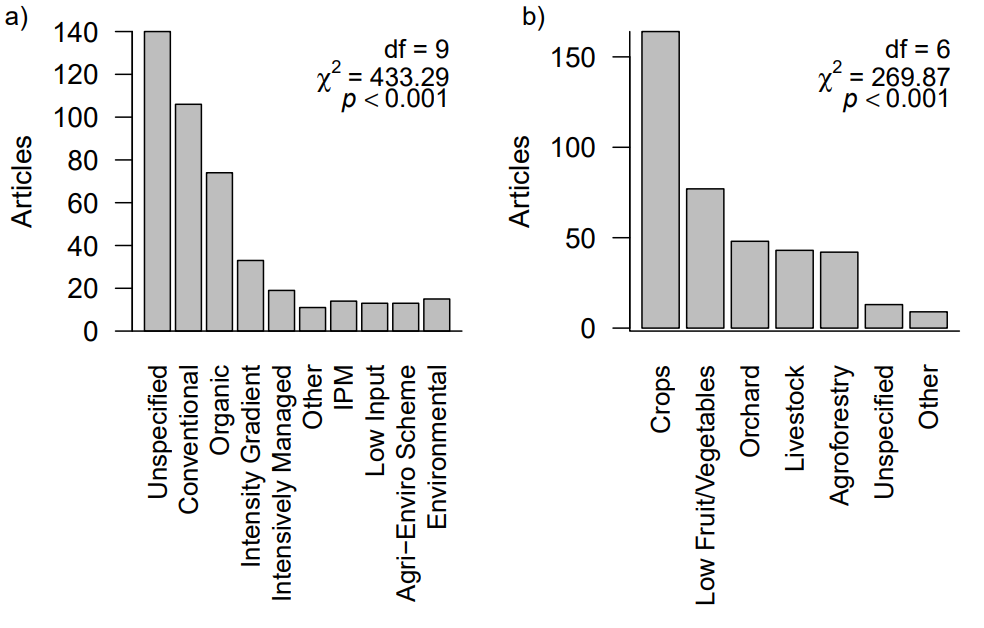 a)
Articles
140
120
100
80
60
40
20
0
df = 9
χ² = 433.29
p < 0.001
Unspecified
Conventional
Organic
Intensity Gradient
Intensively Managed
Other
IPM
Low Input
Agri−Enviro Scheme
Environmental
b)
Articles
150
100
50
0
df = 6
χ² = 269.87
p < 0.001
Crops
Low Fruit/Vegetables
Orchard
Livestock
Agroforestry
Unspecified
Other